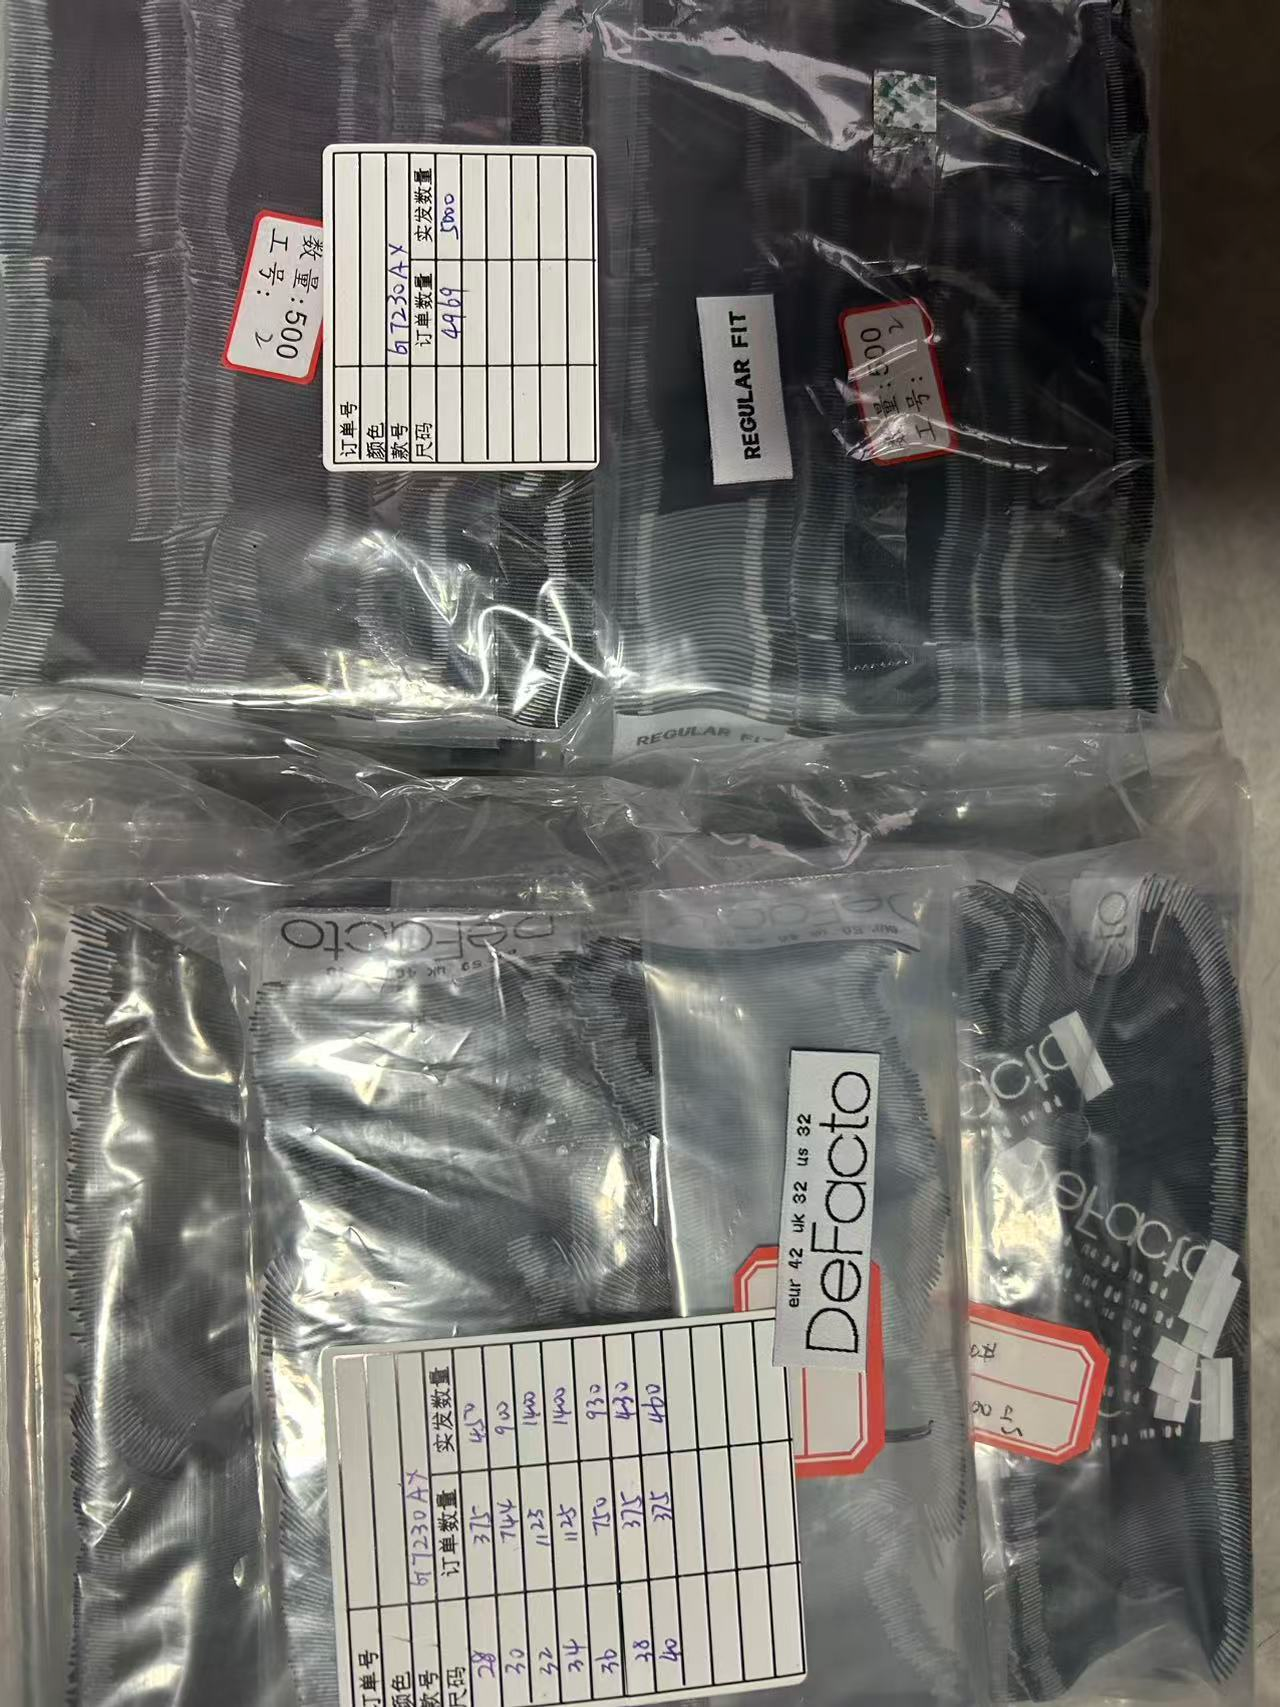 数量:500
工号:
2
订单号
颜色
款号 G7230AX
尺码 订单数量 实发数量
4969 5000
REGULAR FIT
数量:500
工号:
2
REGULAR FIT
DeFacto
DeFacto
eur 42 uk 32 us 32
DeFacto
DeFacto
订单号
颜色
款号 G7230AX
尺码 订单数量 实发数量
28 375 450
30 744 900
32 1125 1400
34 1125 1400
36 750 930
38 375 430
40 375 460